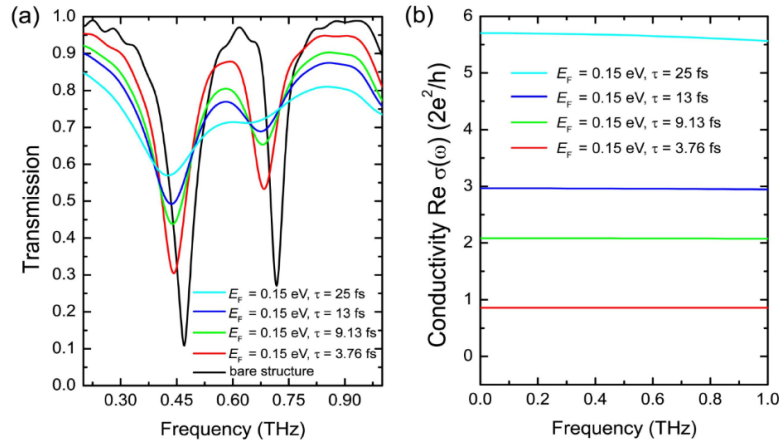 (a)
1.0
0.9
0.8
0.7
0.6
0.5
0.4
0.3
0.2
0.1
0.0
Transmission
E_F = 0.15 eV, τ = 25 fs
E_F = 0.15 eV, τ = 13 fs
E_F = 0.15 eV, τ = 9.13 fs
E_F = 0.15 eV, τ = 3.76 fs
bare structure
0.30 0.45 0.60 0.75 0.90
Frequency (THz)
(b)
6
5
4
3
2
1
0
Conductivity Re σ(ω) (2e²/h)
E_F = 0.15 eV, τ = 25 fs
E_F = 0.15 eV, τ = 13 fs
E_F = 0.15 eV, τ = 9.13 fs
E_F = 0.15 eV, τ = 3.76 fs
0.0 0.2 0.4 0.6 0.8 1.0
Frequency (THz)